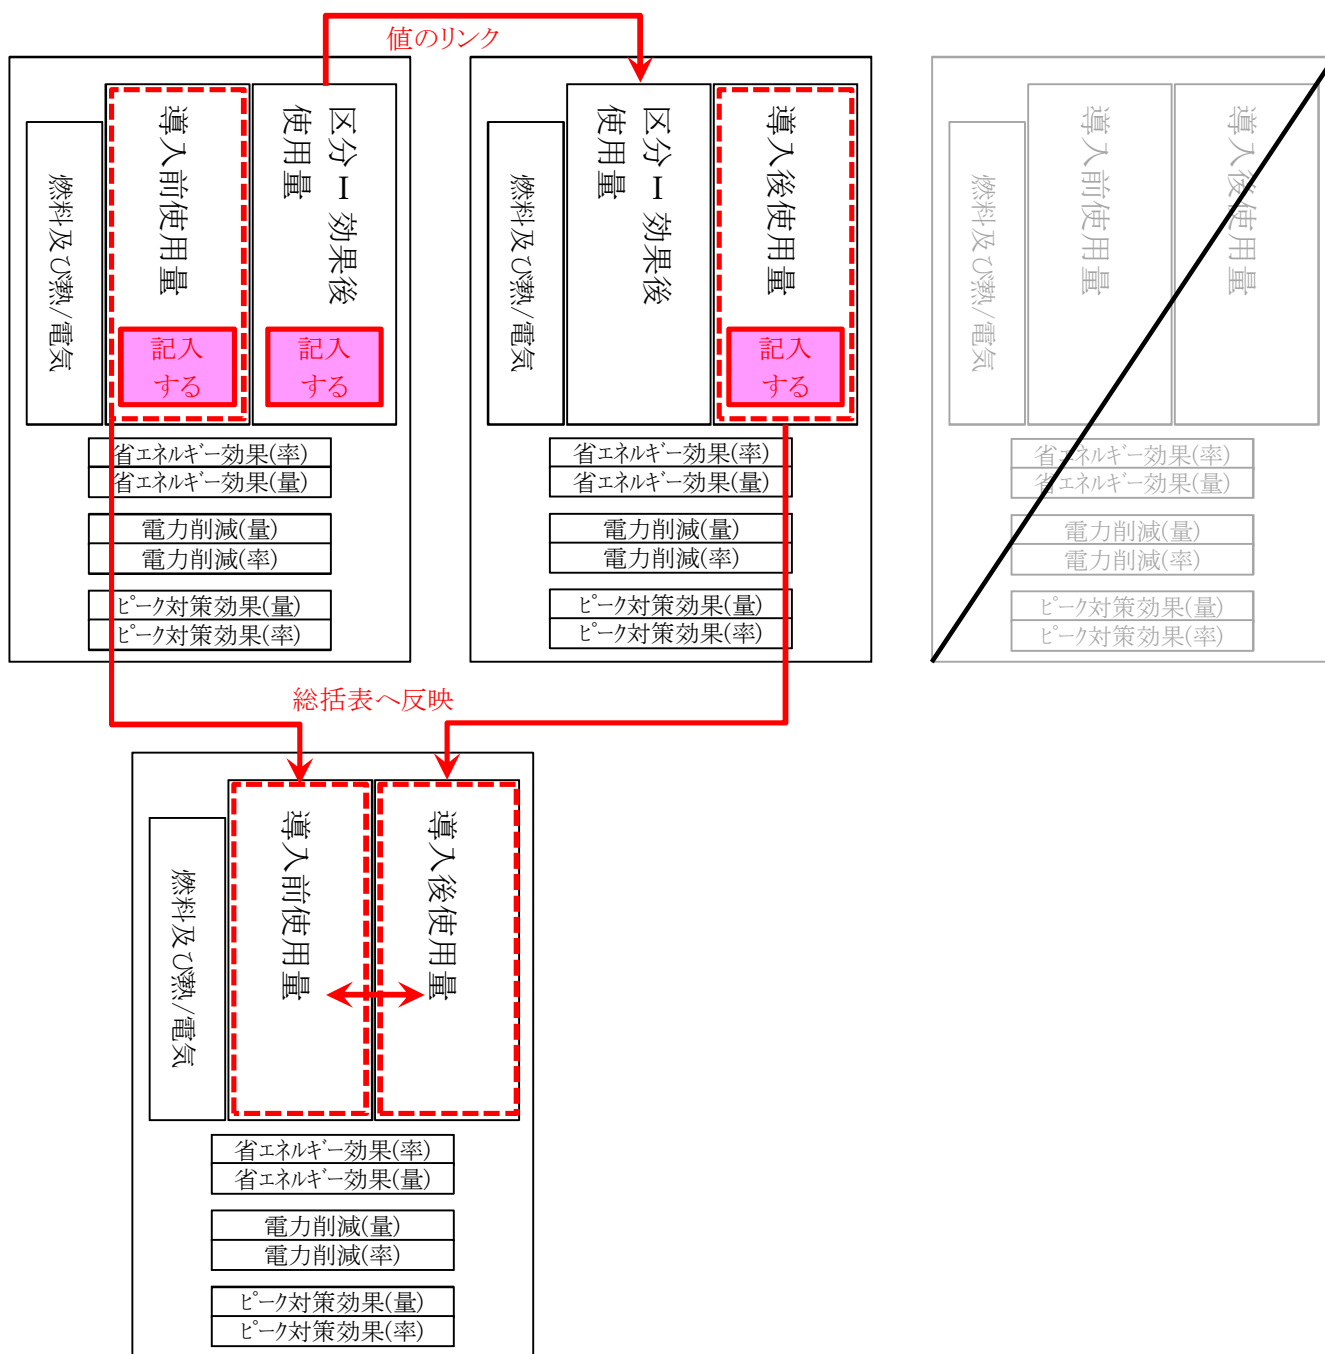 値のリンク
燃料及び熱/電気
導入前使用量
記入
する
区分Ⅰ効果後
使用量
記入
する
省エネルギー効果(率)
省エネルギー効果(量)
電力削減(量)
電力削減(率)
ピーク対策効果(量)
ピーク対策効果(率)
燃料及び熱/電気
区分Ⅰ効果後
使用量
導入後使用量
記入
する
省エネルギー効果(率)
省エネルギー効果(量)
電力削減(量)
電力削減(率)
ピーク対策効果(量)
ピーク対策効果(率)
燃料及び熱/電気
導入前使用量
導入後使用量
省エネルギー効果(率)
省エネルギー効果(量)
電力削減(量)
電力削減(率)
ピーク対策効果(量)
ピーク対策効果(率)
総括表へ反映
燃料及び熱/電気
導入前使用量
導入後使用量
省エネルギー効果(率)
省エネルギー効果(量)
電力削減(量)
電力削減(率)
ピーク対策効果(量)
ピーク対策効果(率)